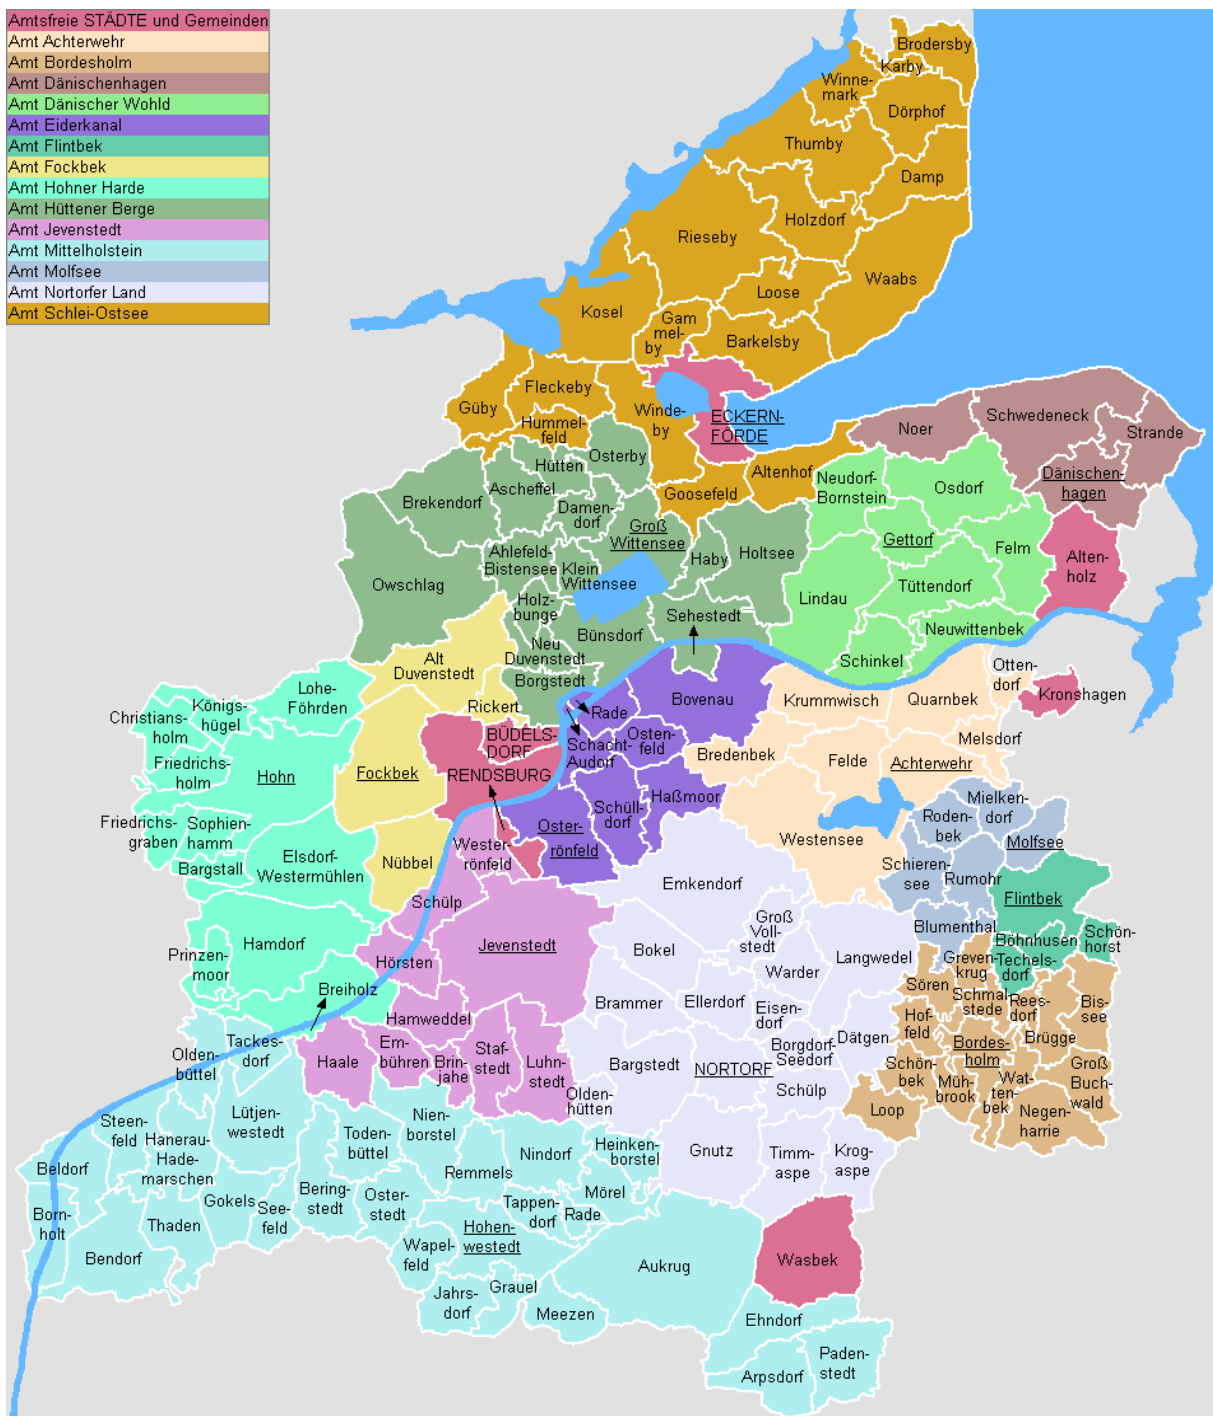 Amtsfreie STÄDTE und Gemeinden
Amt Achterwehr
Amt Bordesholm
Amt Dänischenhagen
Amt Dänischer Wohld
Amt Eiderkanal
Amt Flintbek
Amt Fockbek
Amt Hohner Harde
Amt Hüttener Berge
Amt Jevenstedt
Amt Mittelholstein
Amt Molfsee
Amt Nortorfer Land
Amt Schlei-Ostsee
Brodersby
Karby
Winne-
mark
Dörphof
Thumby
Damp
Holzdorf
Rieseby
Waabs
Loose
Kosel
Gam
mel-
by
Barkelsby
Fleckeby
Güby
Hummel-
feld
Winde-
by
ECKERN-
FÖRDE
Altenhof
Goosefeld
Noer
Schwedeneck
Strande
Dänischen-
hagen
Osterby
Hütten
Ascheffel
Brekendorf
Damen-
dorf
Groß
Wittensee
Ahlefeld-
Bistensee
Klein
Wittensee
Haby
Holtsee
Owschlag
Holz-
bunge
Neu
Duvenstedt
Bünsdorf
Sehestedt
Borgstedt
Neudorf-
Bornstein
Osdorf
Gettorf
Felm
Tüttendorf
Lindau
Neuwittenbek
Schinkel
Alten-
holz
Alt
Duvenstedt
Rickert
Fockbek
Nübbel
Lohe-
Föhrden
Königs-
hügel
Christians-
holm
Friedrichs-
holm
Hohn
Friedrichs-
graben
Sophien-
hamm
Bargstall
Elsdorf-
Westermühlen
Hamdorf
Prinzen-
moor
Breiholz
BÜDELS-
DORF
RENDSBURG
Rade
Schacht-
Audorf
Osten-
feld
Bovenau
Schüll-
dorf
Haßmoor
Oster-
rönfeld
Krummwisch
Quarnbek
Otten-
dorf
Kronshagen
Melsdorf
Bredenbek
Felde
Achterwehr
Westensee
Mielken-
dorf
Roden-
bek
Molfsee
Schieren-
see
Rumohr
Blumenthal
Flintbek
Böhnhusen
Schön-
horst
Techels-
dorf
Wester-
rönfeld
Schülp
Jevenstedt
Hörsten
Hamweddel
Haale
Em-
bühren
Brin-
jahe
Staf-
stedt
Luhn-
stedt
Emkendorf
Groß
Voll-
stedt
Bokel
Langwedel
Warder
Brammer
Ellerdorf
Eisen-
dorf
Dätgen
Borgdorf-
Seedorf
Bargstedt
NORTORF
Schülp
Olden-
hütten
Gnutz
Timm-
aspe
Krog-
aspe
Greven-
krug
Sören
Schmal-
stede
Rees-
dorf
Bis-
see
Hof-
feld
Bordes-
holm
Brügge
Schön-
bek
Müh-
brook
Wat-
ten-
bek
Groß
Buch-
wald
Loop
Negen-
harrie
Tackes-
dorf
Olden-
büttel
Steen-
feld
Lütjen-
westedt
Hanerau-
Hade-
marschen
Beldorf
Born-
holt
Bendorf
Thaden
Gokels
See-
feld
Toden-
büttel
Nien-
borstel
Remmels
Nindorf
Heinken-
borstel
Bering-
stedt
Oster-
stedt
Tappen-
dorf
Mörel
Rade
Hohen-
westedt
Wapel-
feld
Aukrug
Jahrs-
dorf
Grauel
Meezen
Wasbek
Ehndorf
Arpsdorf
Paden-
stedt